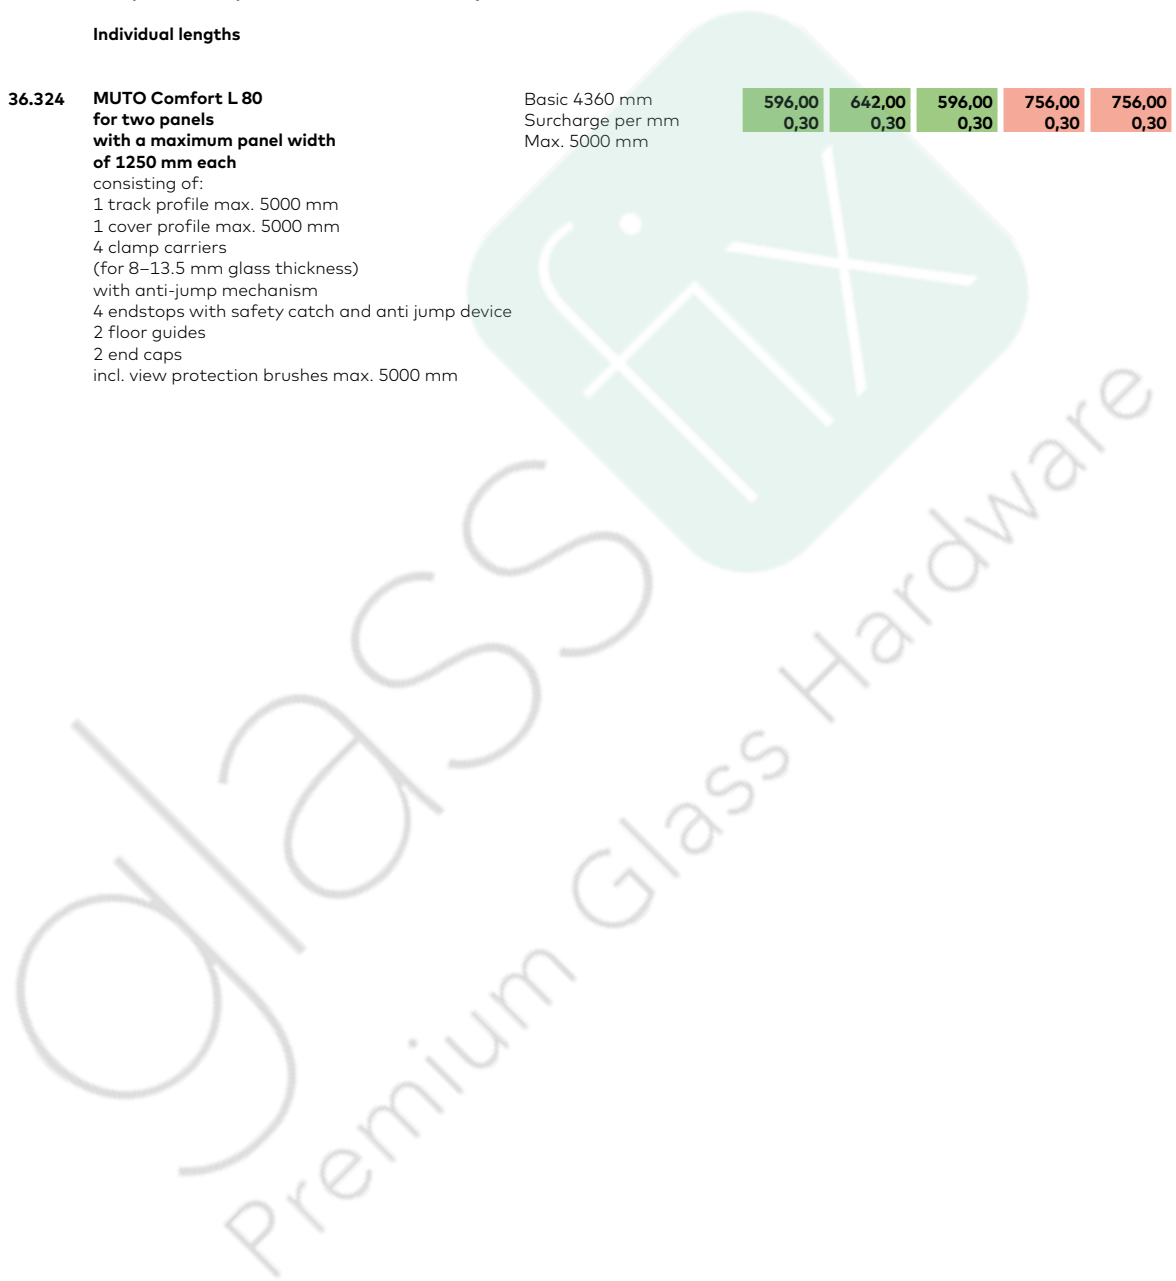 Individual lengths
36.324 MUTO Comfort L 80 Basic 4360 mm 596,00 642,00 596,00 756,00 756,00
for two panels Surcharge per mm 0,30 0,30 0,30 0,30 0,30
with a maximum panel width Max. 5000 mm
of 1250 mm each
consisting of:
1 track profile max. 5000 mm
1 cover profile max. 5000 mm
4 clamp carriers
(for 8–13.5 mm glass thickness)
with anti-jump mechanism
4 endstops with safety catch and anti jump device
2 floor guides
2 end caps
incl. view protection brushes max. 5000 mm
glass fix
Premium Glass Hardware